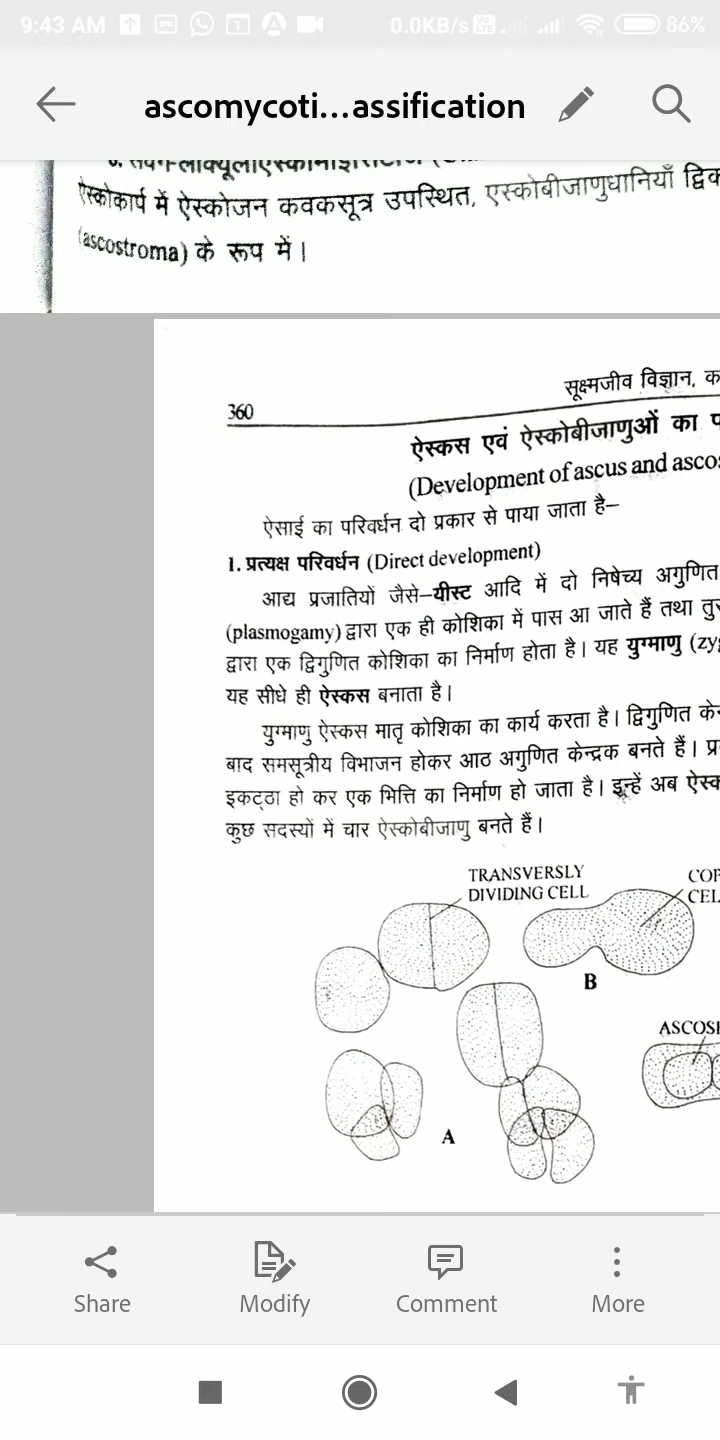 9:43 AM
0.0KB/s
86%
ascomycoti...assification
ऐस्कोकार्प में ऐस्कोजन कवकसूत्र उपस्थित, एस्कोबीजाणुधानियाँ
(ascostroma) के रूप में।
360
सूक्ष्मजीव विज्ञान,
ऐस्कस एवं ऐस्कोबीजाणुओं का
(Development of ascus and
ऐसाई का परिवर्धन दो प्रकार से पाया जाता है–
1. प्रत्यक्ष परिवर्धन (Direct development)
आद्य प्रजातियों जैसे–यीस्ट आदि में दो निषेच्य अगुणित
(plasmogamy) द्वारा एक ही कोशिका में पास आ जाते हैं तथा
द्वारा एक द्विगुणित कोशिका का निर्माण होता है। यह युग्माणु
यह सीधे ही ऐस्कस बनाता है।
युग्माणु ऐस्कस मातृ कोशिका का कार्य करता है। द्विगुणित
बाद समसूत्रीय विभाजन होकर आठ अगुणित केन्द्रक बनते हैं।
इकट्ठा हो कर एक भित्ति का निर्माण हो जाता है। इन्हें अब
कुछ सदस्यों में चार ऐस्कोबीजाणु बनते हैं।
TRANSVERSLY
DIVIDING CELL
B
A
Share
Modify
Comment
More